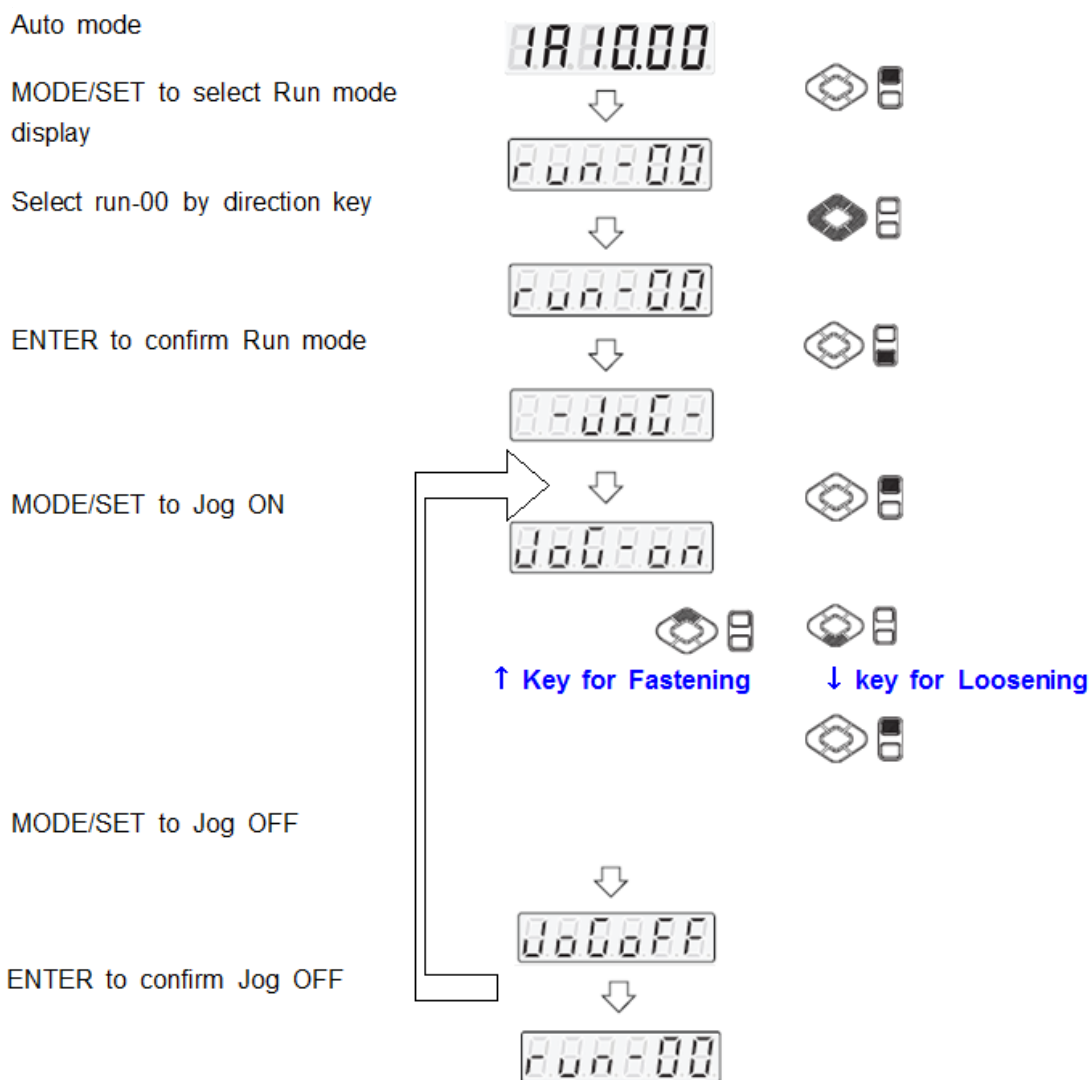 Auto mode
1A 10.00
MODE/SET to select Run mode
display
run-00
Select run-00 by direction key
run-00
ENTER to confirm Run mode
-JoG-
MODE/SET to Jog ON
JoG-on
↑ Key for Fastening
↓ key for Loosening
MODE/SET to Jog OFF
JoGoFF
ENTER to confirm Jog OFF
run-00